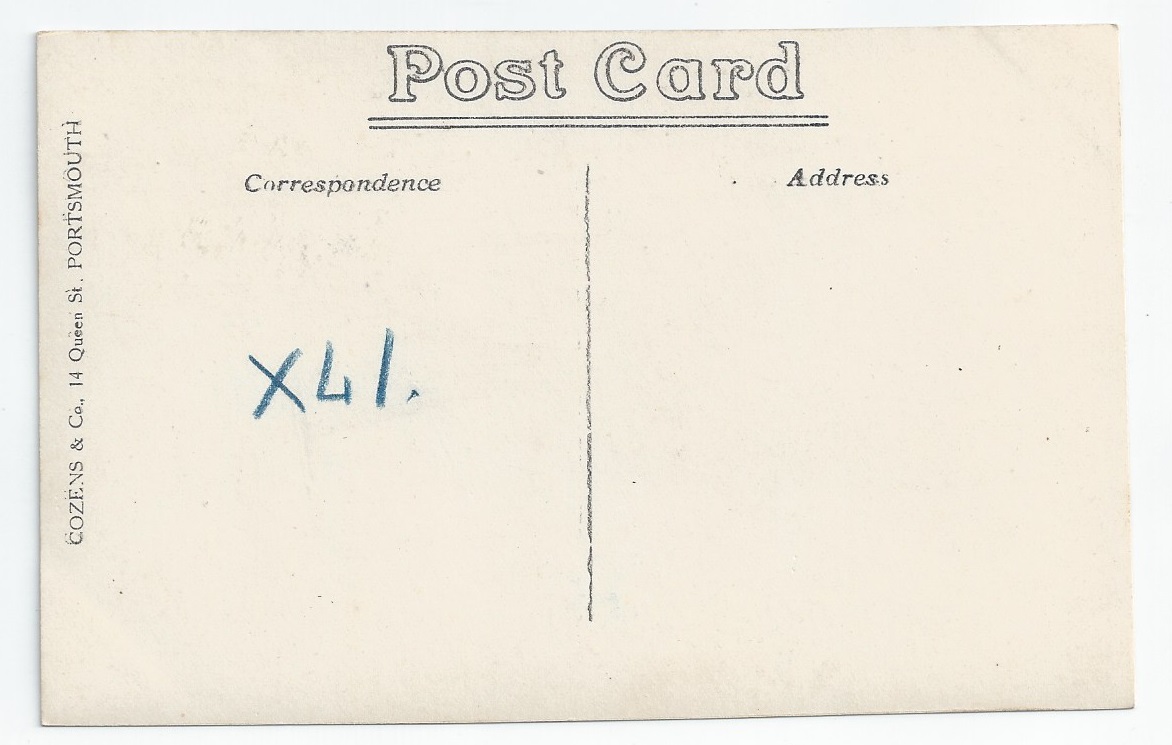 Post Card
Correspondence
Address
COZENS & Co., 14 Queen St. PORTSMOUTH
X41.